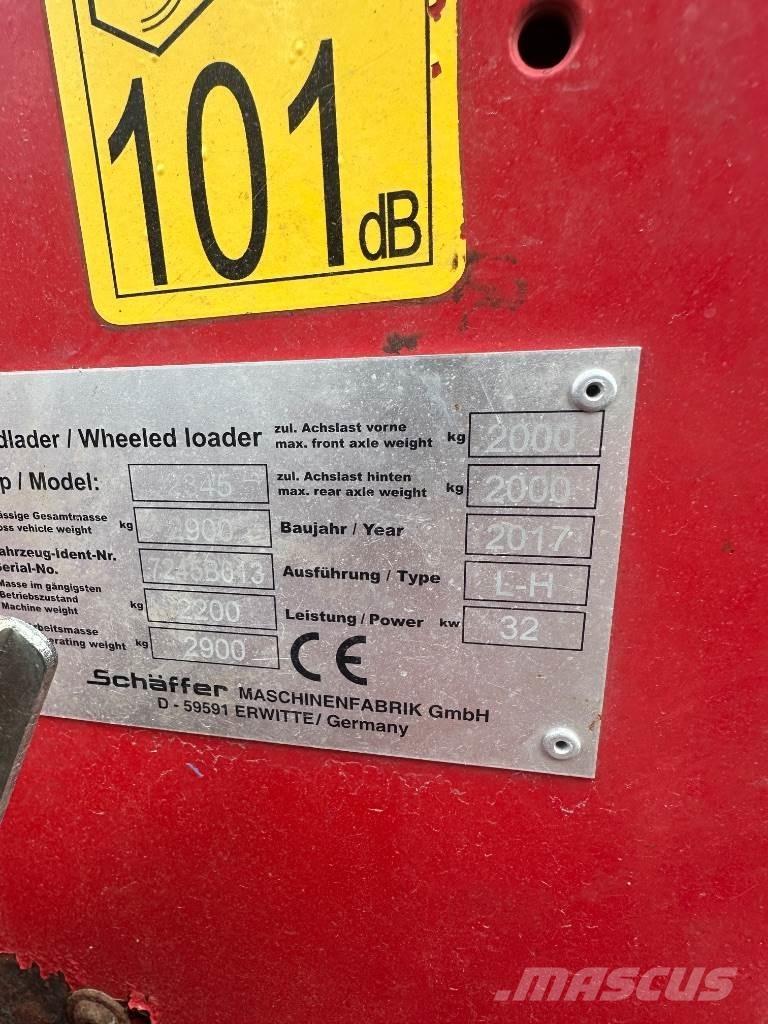 101 dB
dlader / Wheeled loader
zul. Achslast vorne
max. front axle weight kg 2000
p / Model: 2345
zul. Achslast hinten
max. rear axle weight kg 2000
ässige Gesamtmasse
oss vehicle weight kg 2900
Baujahr / Year 2017
ahrzeug-Ident-Nr.
Serial-No.
Ausführung / Type L-H
Masse im gängigsten
Betriebszustand
Machine weight kg 2200
Leistung / Power kw 32
rbeitsmasse
rating weight kg 2900
CE
Schäffer MASCHINENFABRIK GmbH
D - 59591 ERWITTE / Germany
MASCUS